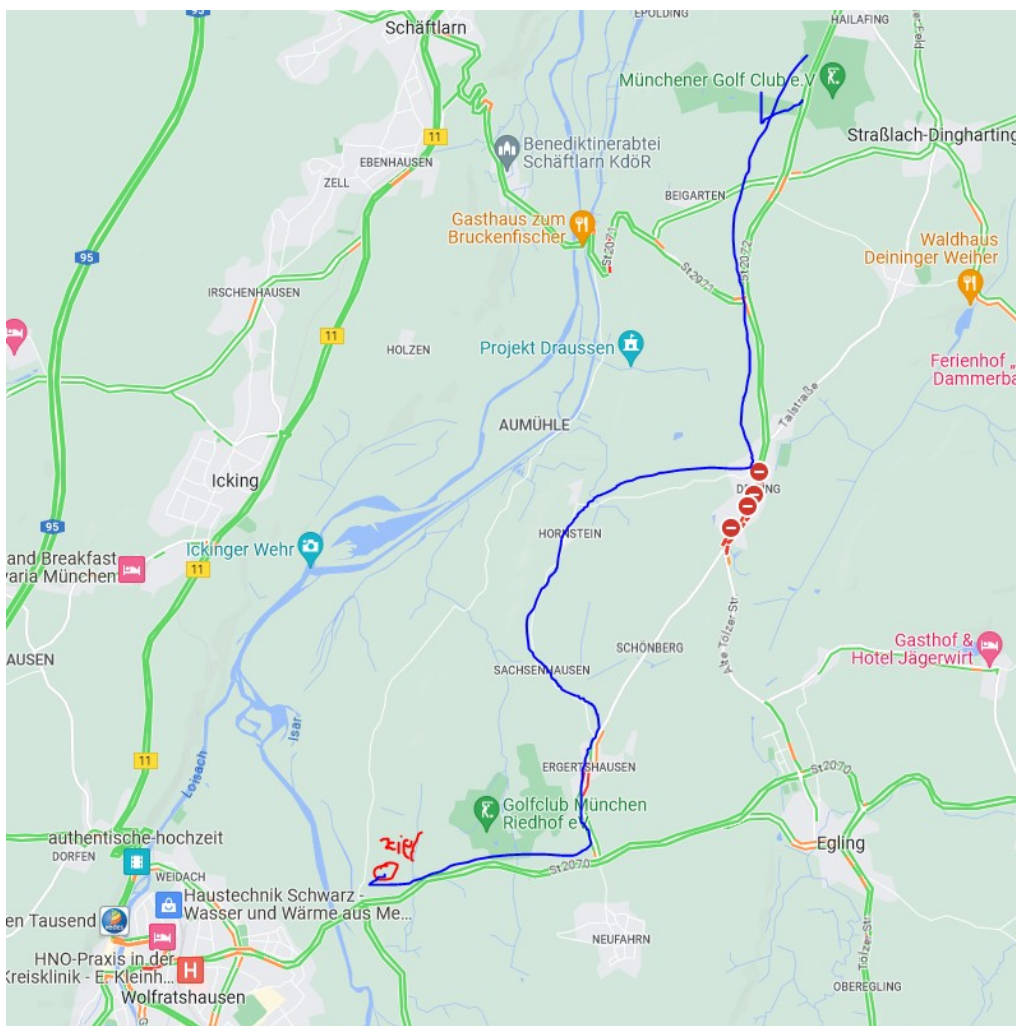 95
Schäftlarn
EPOLDING
HAILAFING
er-Feld
Münchener Golf Club e.V
11
Straßlach-Dingharting
EBENHAUSEN
Benediktinerabtei
Schäftlarn KdöR
ZELL
BEIGARTEN
Gasthaus zum
Bruckenfischer
St2071
St2072
Waldhaus
Deininger Weiher
95
St2071
IRSCHENHAUSEN
11
HOLZEN
Projekt Draussen
Ferienhof „
Dammerba
Talstraße
AUMÜHLE
Icking
DEINING
95
HORNSTEIN
Ickinger Wehr
and Breakfast
varia München
11
Alte Tölzer Str.
SCHÖNBERG
Gasthof &
Hotel Jägerwirt
AUSEN
SACHSENHAUSEN
Isar
Loisach
11
ERGERTSHAUSEN
St2070
Golfclub München
Riedhof e.V.
authentische-hochzeit
Egling
ziel
DORFEN
WEIDACH
St2070
Haustechnik Schwarz -
Wasser und Wärme aus Me...
en Tausend
NEUFAHRN
Tölzer Str.
HNO-Praxis in der
Kreisklinik - E. Kleinh...
H
Wolfratshausen
OBEREGLING